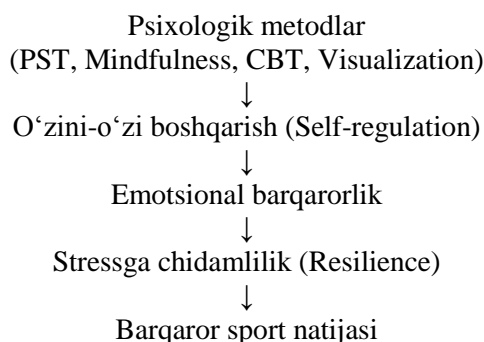 Psixologik metodlar
(PST, Mindfulness, CBT, Visualization)
↓
O‘zini-o‘zi boshqarish (Self-regulation)
↓
Emotsional barqarorlik
↓
Stressga chidamlilik (Resilience)
↓
Barqaror sport natijasi